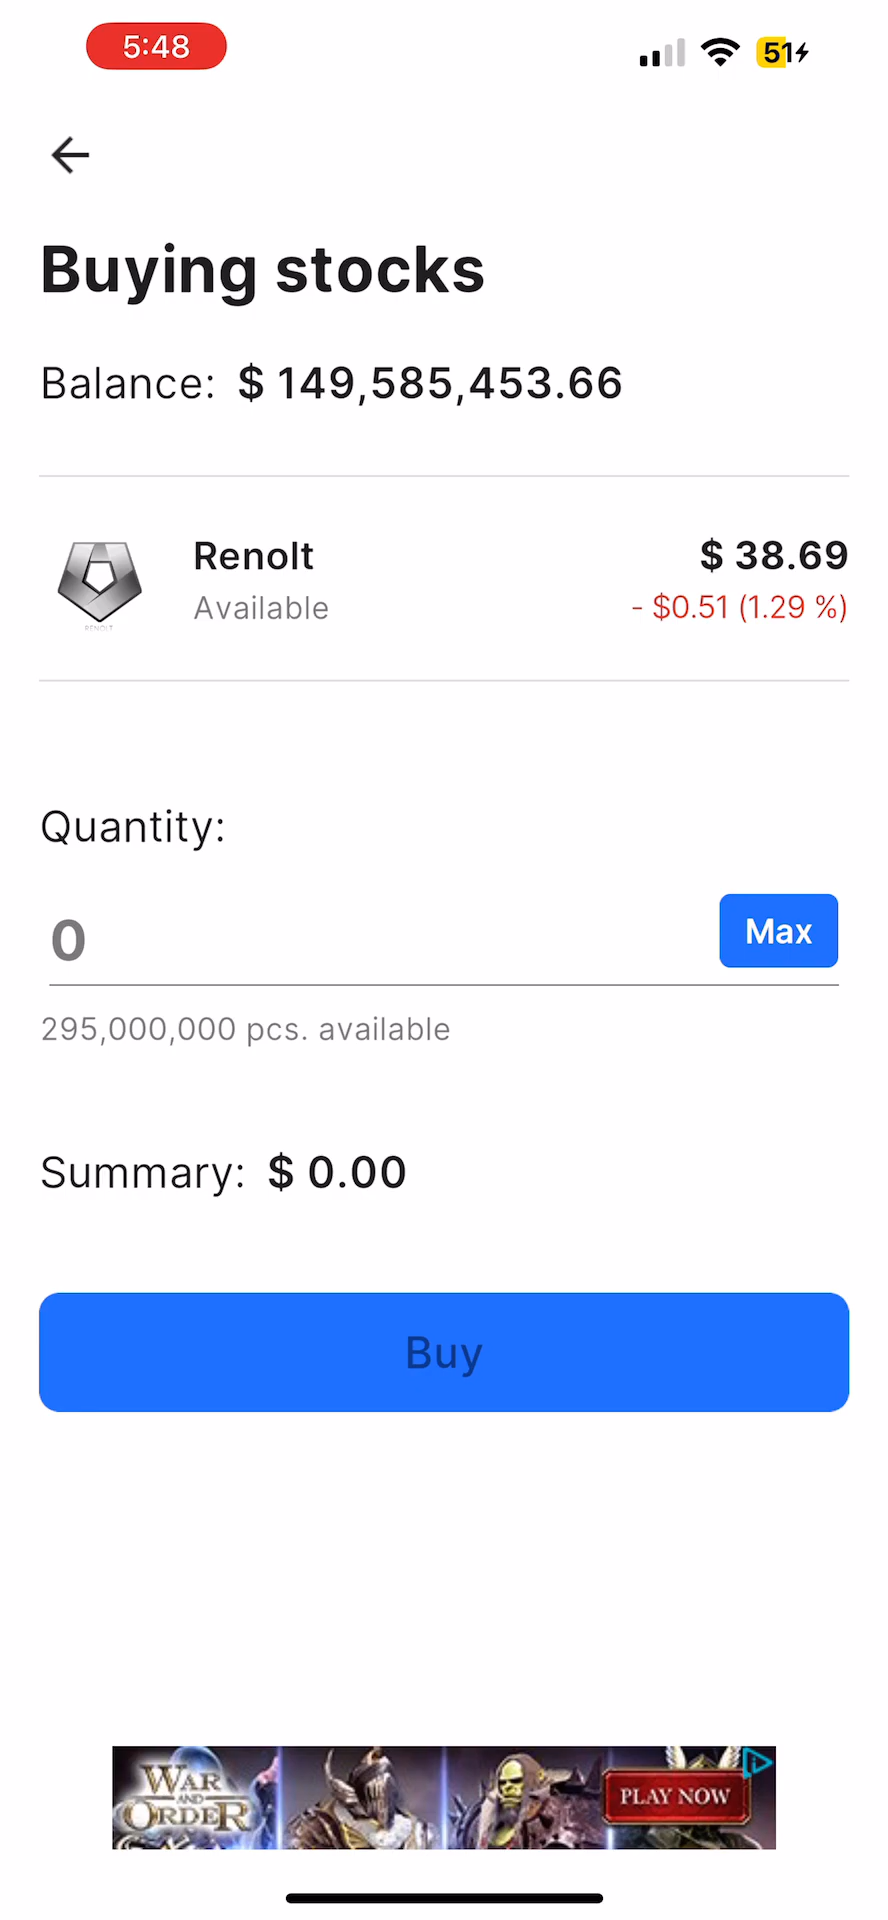 5:48
51
Buying stocks
Balance: $ 149,585,453.66
Renolt
$ 38.69
Available
- $0.51 (1.29 %)
RENOLT
Quantity:
0
Max
295,000,000 pcs. available
Summary: $ 0.00
Buy
WAR
AND
ORDER
PLAY NOW